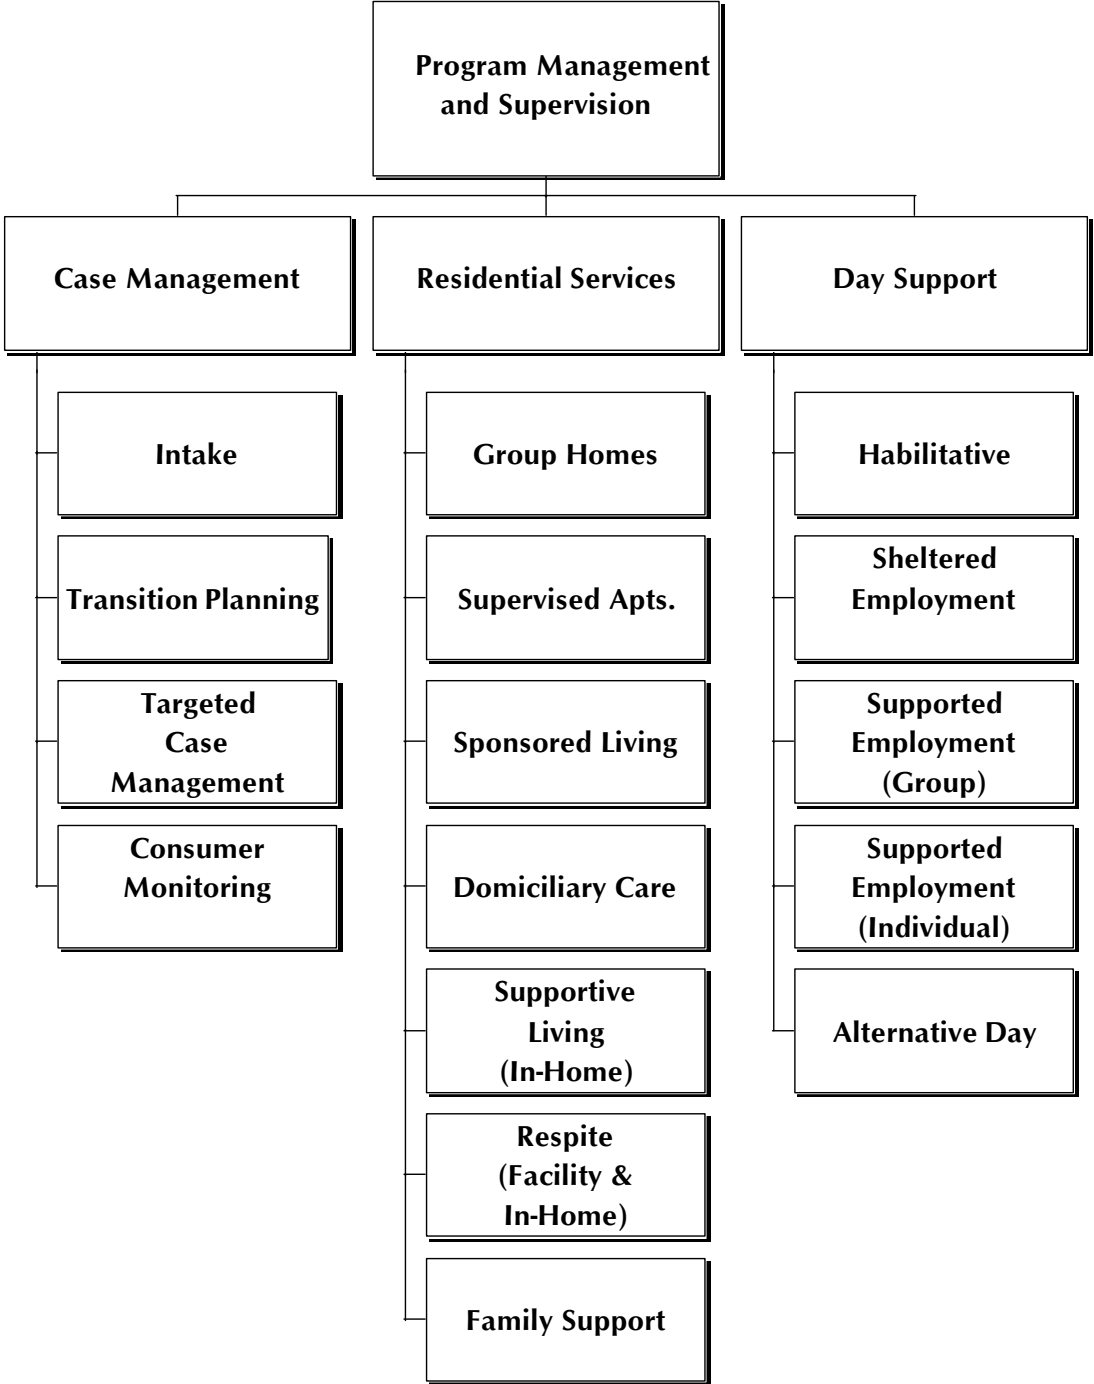 Program Management
and Supervision
Case Management
Residential Services
Day Support
Intake
Transition Planning
Targeted
Case
Management
Consumer
Monitoring
Group Homes
Supervised Apts.
Sponsored Living
Domiciliary Care
Supportive
Living
(In-Home)
Respite
(Facility &
In-Home)
Family Support
Habilitative
Sheltered
Employment
Supported
Employment
(Group)
Supported
Employment
(Individual)
Alternative Day